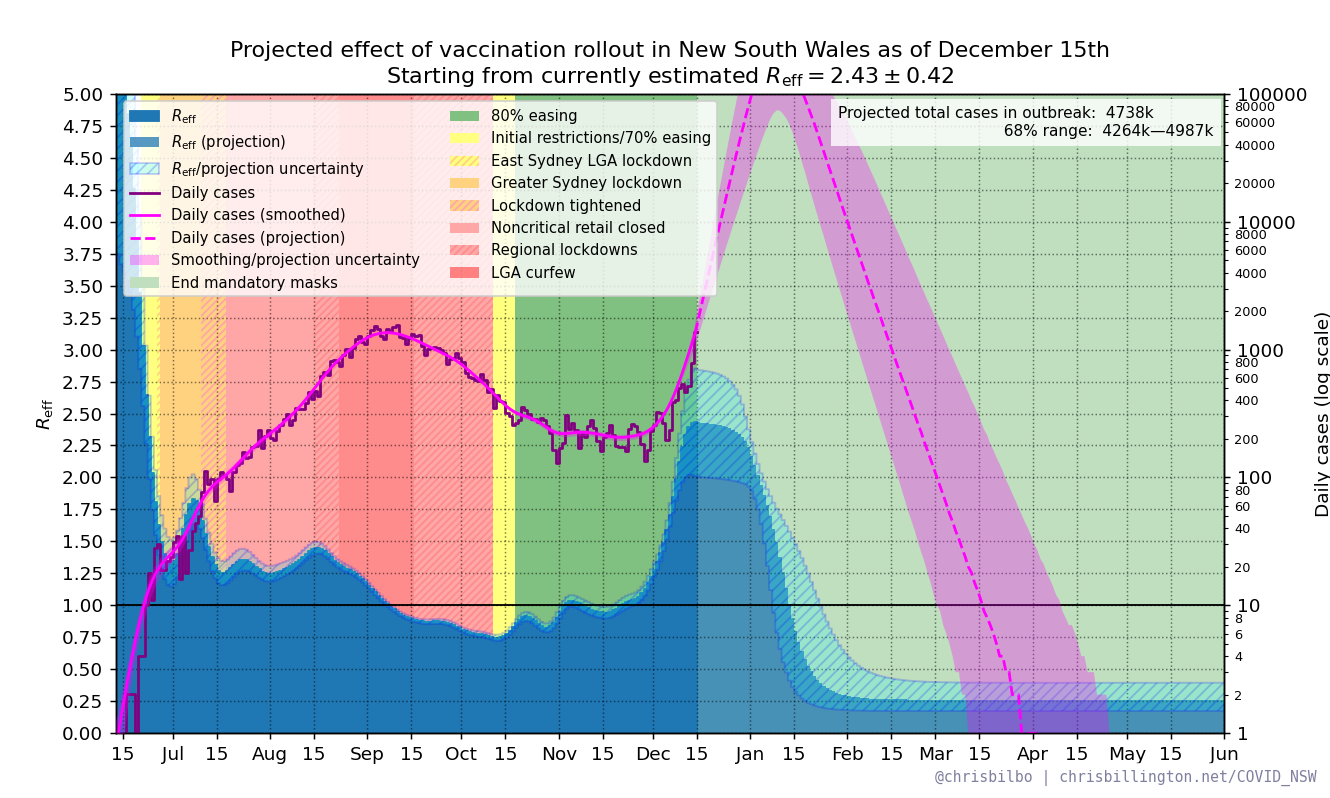 Projected effect of vaccination rollout in New South Wales as of December 15th
Starting from currently estimated Reff = 2.43 ± 0.42
Reff
Reff (projection)
Reff/projection uncertainty
Daily cases
Daily cases (smoothed)
Daily cases (projection)
Smoothing/projection uncertainty
End mandatory masks
80% easing
Initial restrictions/70% easing
East Sydney LGA lockdown
Greater Sydney lockdown
Lockdown tightened
Noncritical retail closed
Regional lockdowns
LGA curfew
Projected total cases in outbreak: 4738k
68% range: 4264k—4987k
Reff
5.00
4.75
4.50
4.25
4.00
3.75
3.50
3.25
3.00
2.75
2.50
2.25
2.00
1.75
1.50
1.25
1.00
0.75
0.50
0.25
0.00
100000
80000
60000
40000
20000
10000
8000
6000
4000
2000
1000
800
600
400
200
100
80
60
40
20
10
8
6
4
2
1
Daily cases (log scale)
15 Jul 15 Aug 15 Sep 15 Oct 15 Nov 15 Dec 15 Jan 15 Feb 15 Mar 15 Apr 15 May 15 Jun
@chrisbilbo | chrisbillington.net/COVID_NSW